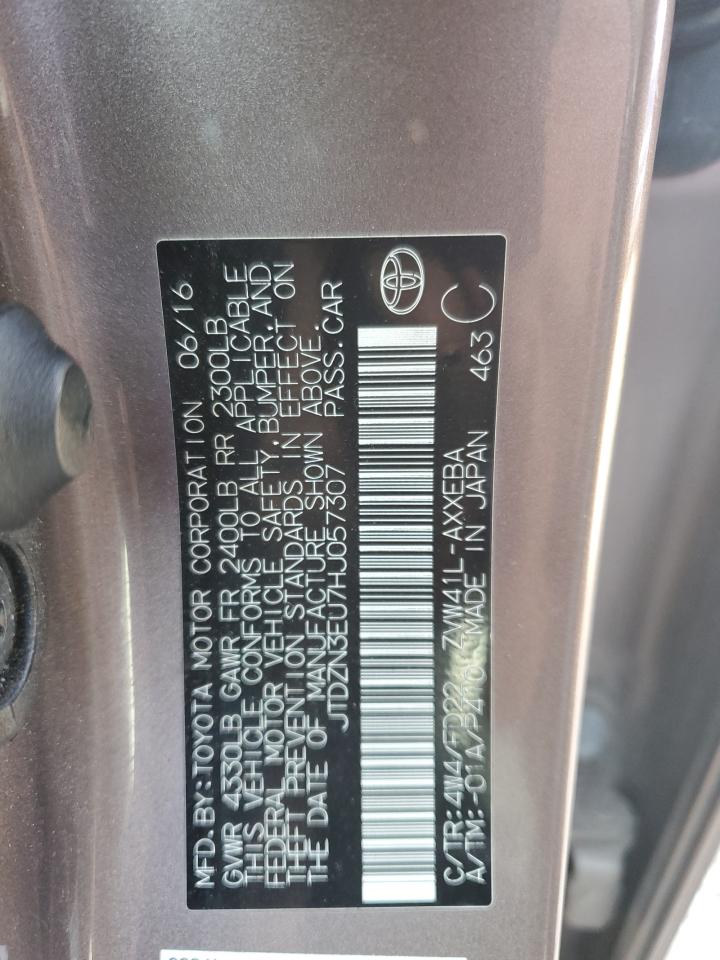 MFD. BY: TOYOTA MOTOR CORPORATION 06/16
GVWR 4330LB GAWR FR 2400LB RR 2300LB
THIS VEHICLE CONFORMS TO ALL APPLICABLE
FEDERAL MOTOR VEHICLE SAFETY, BUMPER, AND
THEFT PREVENTION STANDARDS IN EFFECT ON
THE DATE OF MANUFACTURE SHOWN ABOVE.
JTDZN3EU7HJ057307 PASS. CAR
C/TR: 4W4/FD22 ZVW41L-AXXEBA
A/TM: -01A/P410 MADE IN JAPAN 463 C